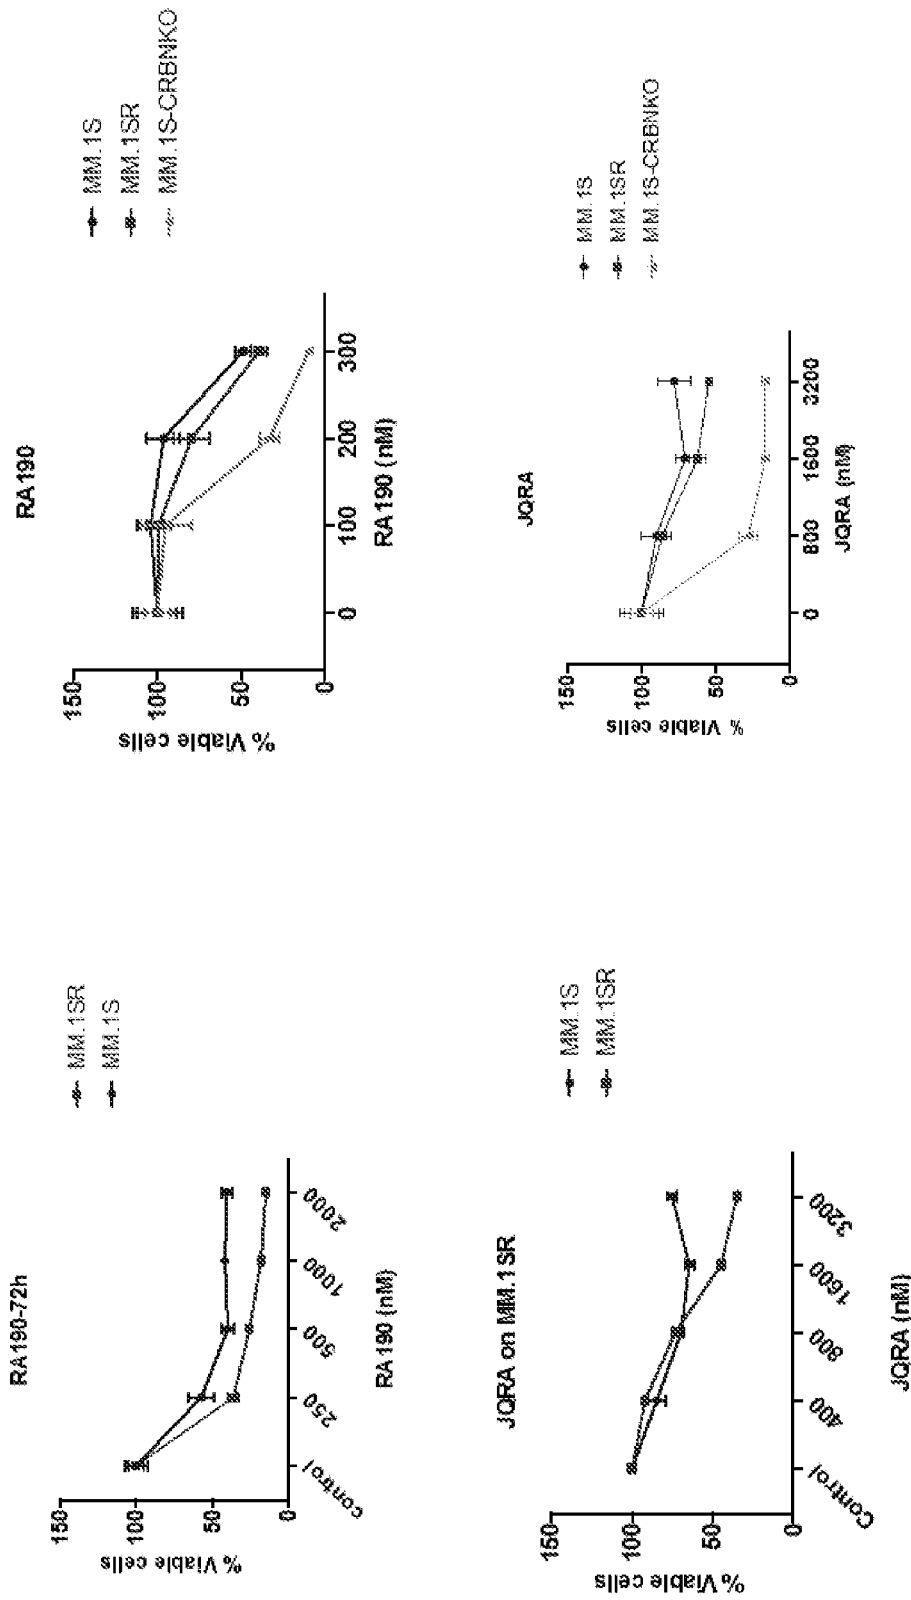 RA190-72h
% Viable cells
150
100
50
0
control
250
500
1000
2000
RA190 (nM)
MM.1SR
MM.1S
RA190
% Viable cells
150
100
50
0
0
100
200
300
RA190 (nM)
MM.1S
MM.1SR
MM.1S-CRBNKO
JQRA on MM.1SR
% Viable cells
150
100
50
0
Control
400
800
1600
3200
JQRA (nM)
MM.1S
MM.1SR
JQRA
% Viable cells
150
100
50
0
0
800
1600
3200
JQRA (nM)
MM.1S
MM.1SR
MM.1S-CRBNKO